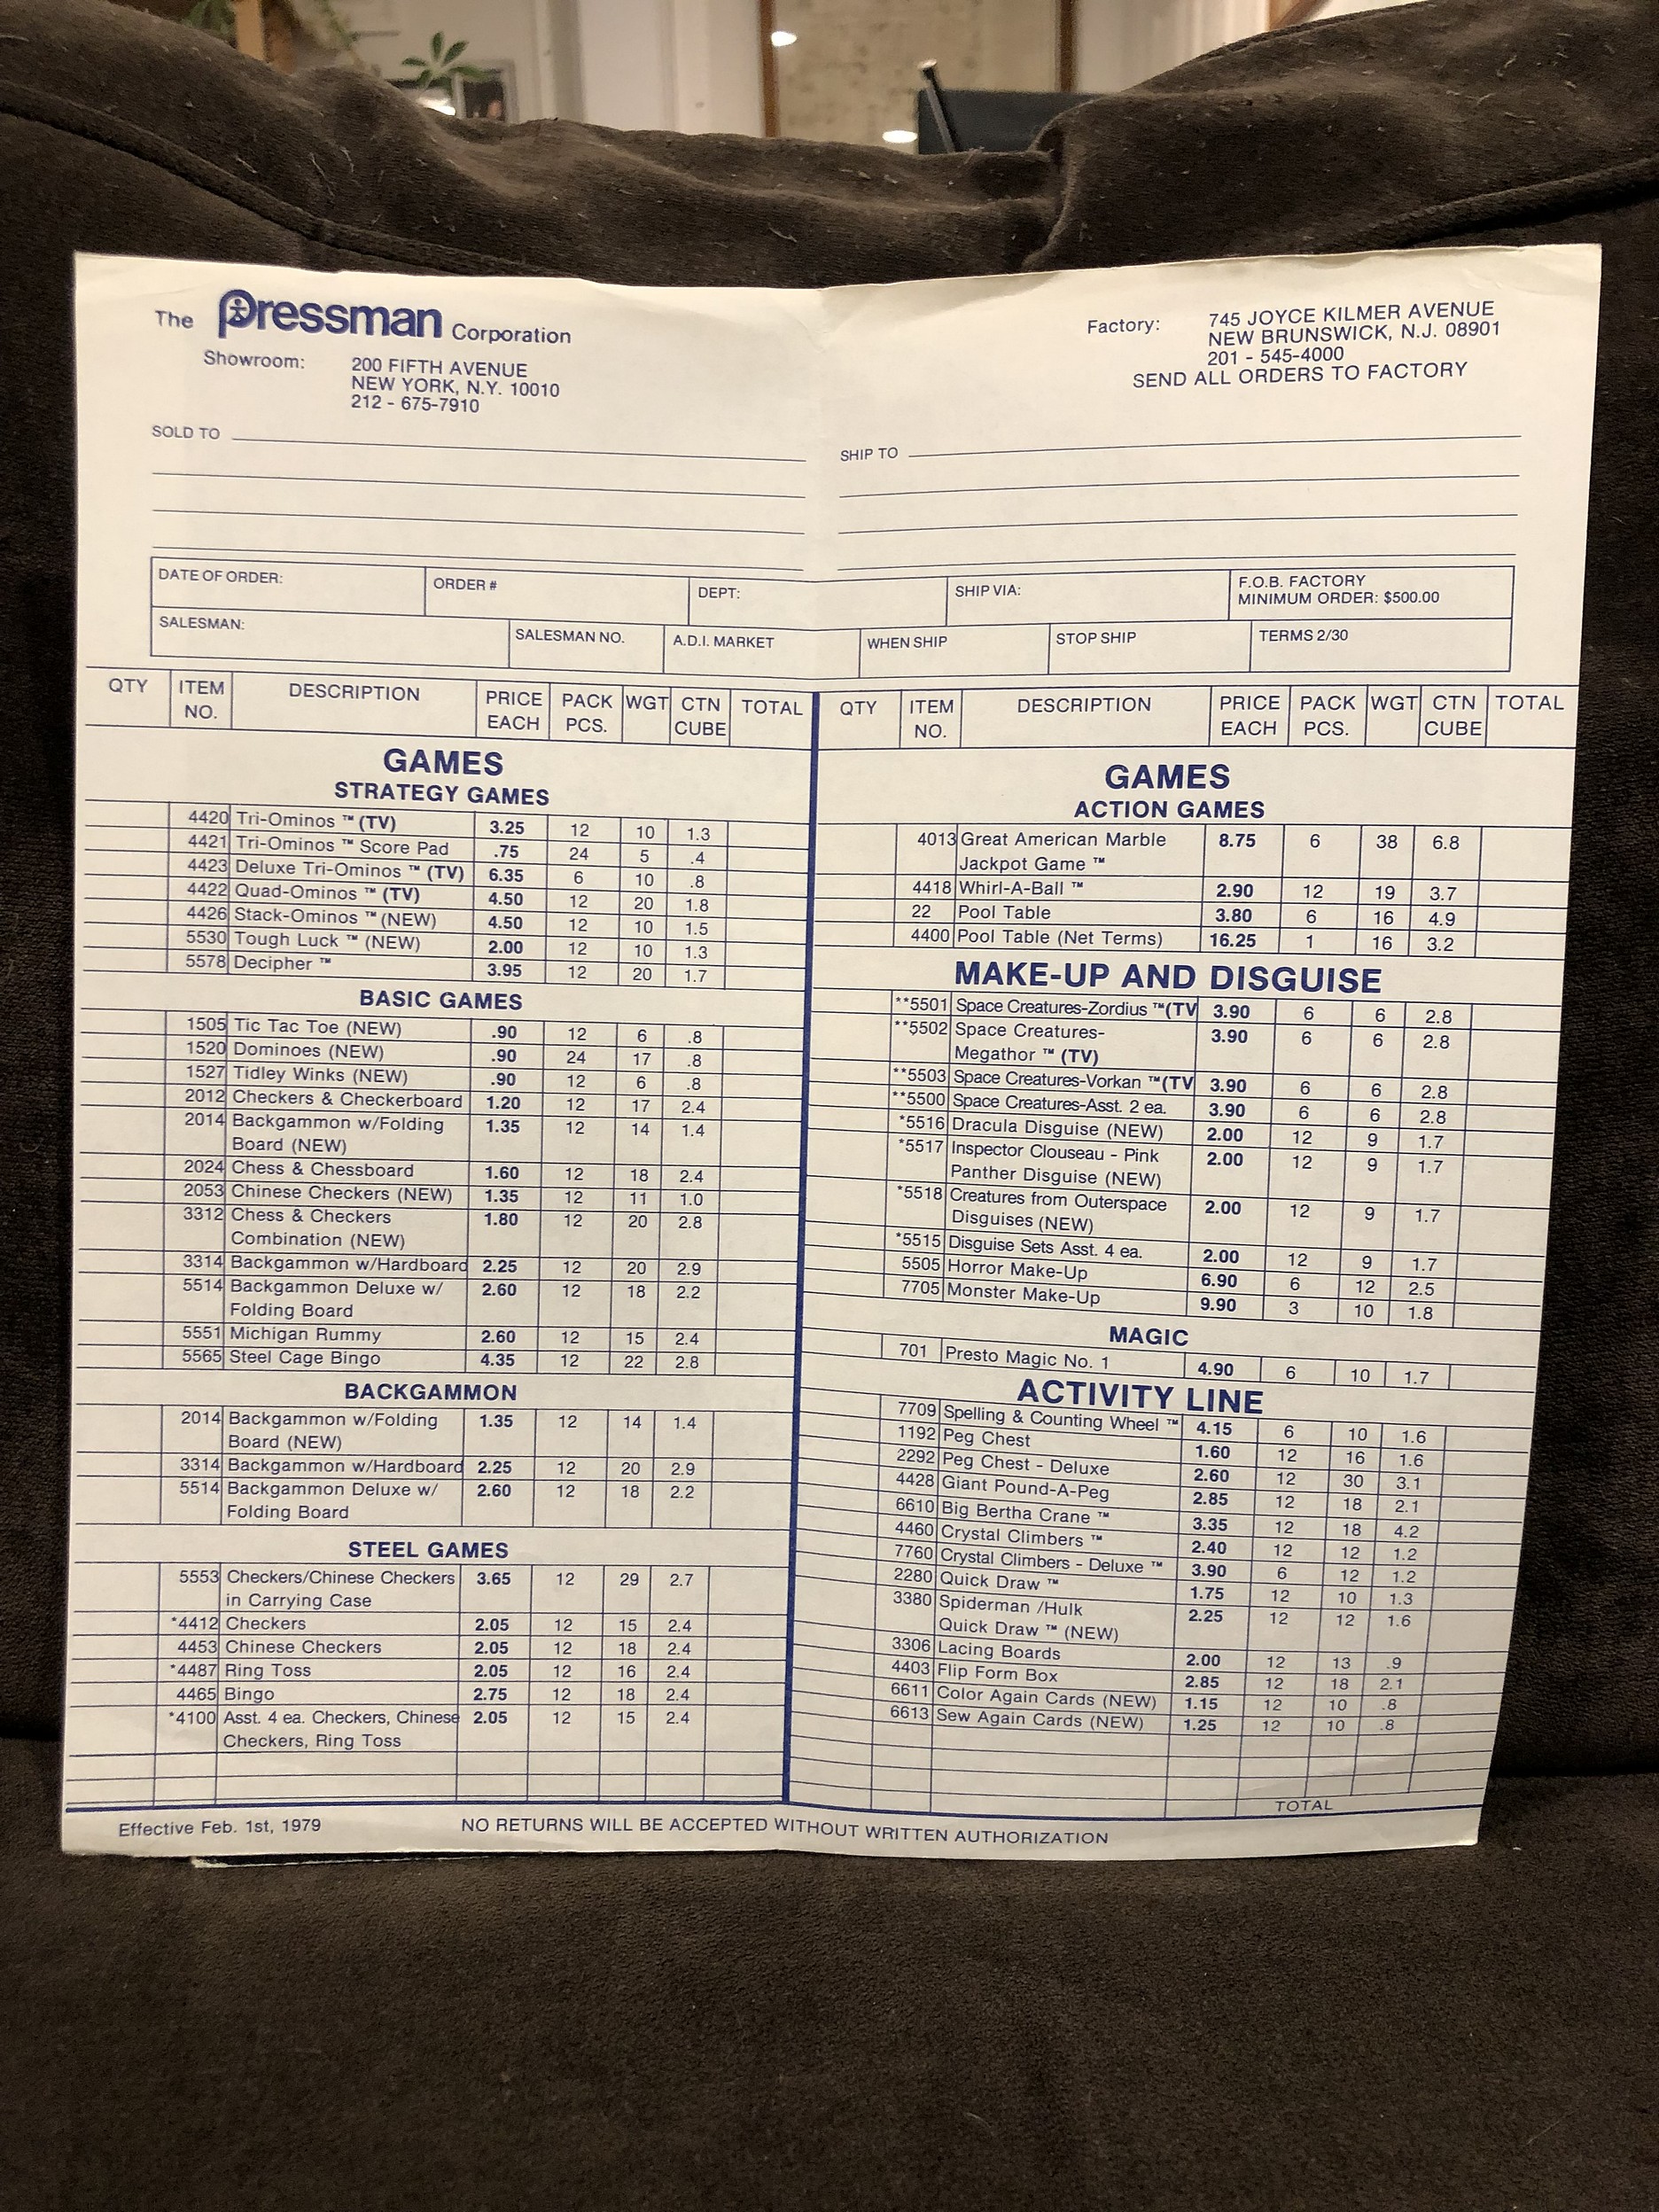 The Pressman Corporation
Showroom: 200 FIFTH AVENUE
NEW YORK, N.Y. 10010
212 - 675-7910
Factory: 745 JOYCE KILMER AVENUE
NEW BRUNSWICK, N.J. 08901
201 - 545-4000
SEND ALL ORDERS TO FACTORY
SOLD TO
SHIP TO
DATE OF ORDER: ORDER # DEPT: SHIP VIA: F.O.B. FACTORY
MINIMUM ORDER: $500.00
SALESMAN: SALESMAN NO. A.D.I. MARKET WHEN SHIP STOP SHIP TERMS 2/30
QTY ITEM NO. DESCRIPTION PRICE EACH PACK PCS. WGT CTN CUBE TOTAL
GAMES
STRATEGY GAMES
4420 Tri-Ominos ™ (TV) 3.25 12 10 1.3
4421 Tri-Ominos ™ Score Pad .75 24 5 .4
4423 Deluxe Tri-Ominos ™ (TV) 6.35 6 10 .8
4422 Quad-Ominos ™ (TV) 4.50 12 20 1.8
4426 Stack-Ominos ™ (NEW) 4.50 12 10 1.5
5530 Tough Luck ™ (NEW) 2.00 12 10 1.3
5578 Decipher ™ 3.95 12 20 1.7
BASIC GAMES
1505 Tic Tac Toe (NEW) .90 12 6 .8
1520 Dominoes (NEW) .90 24 17 .8
1527 Tidley Winks (NEW) .90 12 6 .8
2012 Checkers & Checkerboard 1.20 12 17 2.4
2014 Backgammon w/Folding 1.35 12 14 1.4
Board (NEW)
2024 Chess & Chessboard 1.60 12 18 2.4
2053 Chinese Checkers (NEW) 1.35 12 11 1.0
3312 Chess & Checkers 1.80 12 20 2.8
Combination (NEW)
3314 Backgammon w/Hardboard 2.25 12 20 2.9
5514 Backgammon Deluxe w/ 2.60 12 18 2.2
Folding Board
5551 Michigan Rummy 2.60 12 15 2.4
5565 Steel Cage Bingo 4.35 12 22 2.8
BACKGAMMON
2014 Backgammon w/Folding 1.35 12 14 1.4
Board (NEW)
3314 Backgammon w/Hardboard 2.25 12 20 2.9
5514 Backgammon Deluxe w/ 2.60 12 18 2.2
Folding Board
STEEL GAMES
5553 Checkers/Chinese Checkers 3.65 12 29 2.7
in Carrying Case
*4412 Checkers 2.05 12 15 2.4
4453 Chinese Checkers 2.05 12 18 2.4
*4487 Ring Toss 2.05 12 16 2.4
4465 Bingo 2.75 12 18 2.4
*4100 Asst. 4 ea. Checkers, Chinese 2.05 12 15 2.4
Checkers, Ring Toss
QTY ITEM NO. DESCRIPTION PRICE EACH PACK PCS. WGT CTN CUBE TOTAL
GAMES
ACTION GAMES
4013 Great American Marble 8.75 6 38 6.8
Jackpot Game ™
4418 Whirl-A-Ball ™ 2.90 12 19 3.7
22 Pool Table 3.80 6 16 4.9
4400 Pool Table (Net Terms) 16.25 1 16 3.2
MAKE-UP AND DISGUISE
**5501 Space Creatures-Zordius ™(TV 3.90 6 6 2.8
**5502 Space Creatures- 3.90 6 6 2.8
Megathor ™ (TV)
**5503 Space Creatures-Vorkan ™(TV 3.90 6 6 2.8
**5500 Space Creatures-Asst. 2 ea. 3.90 6 6 2.8
*5516 Dracula Disguise (NEW) 2.00 12 9 1.7
*5517 Inspector Clouseau - Pink 2.00 12 9 1.7
Panther Disguise (NEW)
*5518 Creatures from Outerspace 2.00 12 9 1.7
Disguises (NEW)
*5515 Disguise Sets Asst. 4 ea. 2.00 12 9 1.7
5505 Horror Make-Up 6.90 6 12 2.5
7705 Monster Make-Up 9.90 3 10 1.8
MAGIC
701 Presto Magic No. 1 4.90 6 10 1.7
ACTIVITY LINE
7709 Spelling & Counting Wheel ™ 4.15 6 10 1.6
1192 Peg Chest 1.60 12 16 1.6
2292 Peg Chest - Deluxe 2.60 12 30 3.1
4428 Giant Pound-A-Peg 2.85 12 18 2.1
6610 Big Bertha Crane ™ 3.35 12 18 4.2
4460 Crystal Climbers ™ 2.40 12 12 1.2
7760 Crystal Climbers - Deluxe ™ 3.90 6 12 1.2
2280 Quick Draw ™ 1.75 12 10 1.3
3380 Spiderman /Hulk 2.25 12 12 1.6
Quick Draw ™ (NEW)
3306 Lacing Boards 2.00 12 13 .9
4403 Flip Form Box 2.85 12 18 2.1
6611 Color Again Cards (NEW) 1.15 12 10 .8
6613 Sew Again Cards (NEW) 1.25 12 10 .8
TOTAL
Effective Feb. 1st, 1979 NO RETURNS WILL BE ACCEPTED WITHOUT WRITTEN AUTHORIZATION